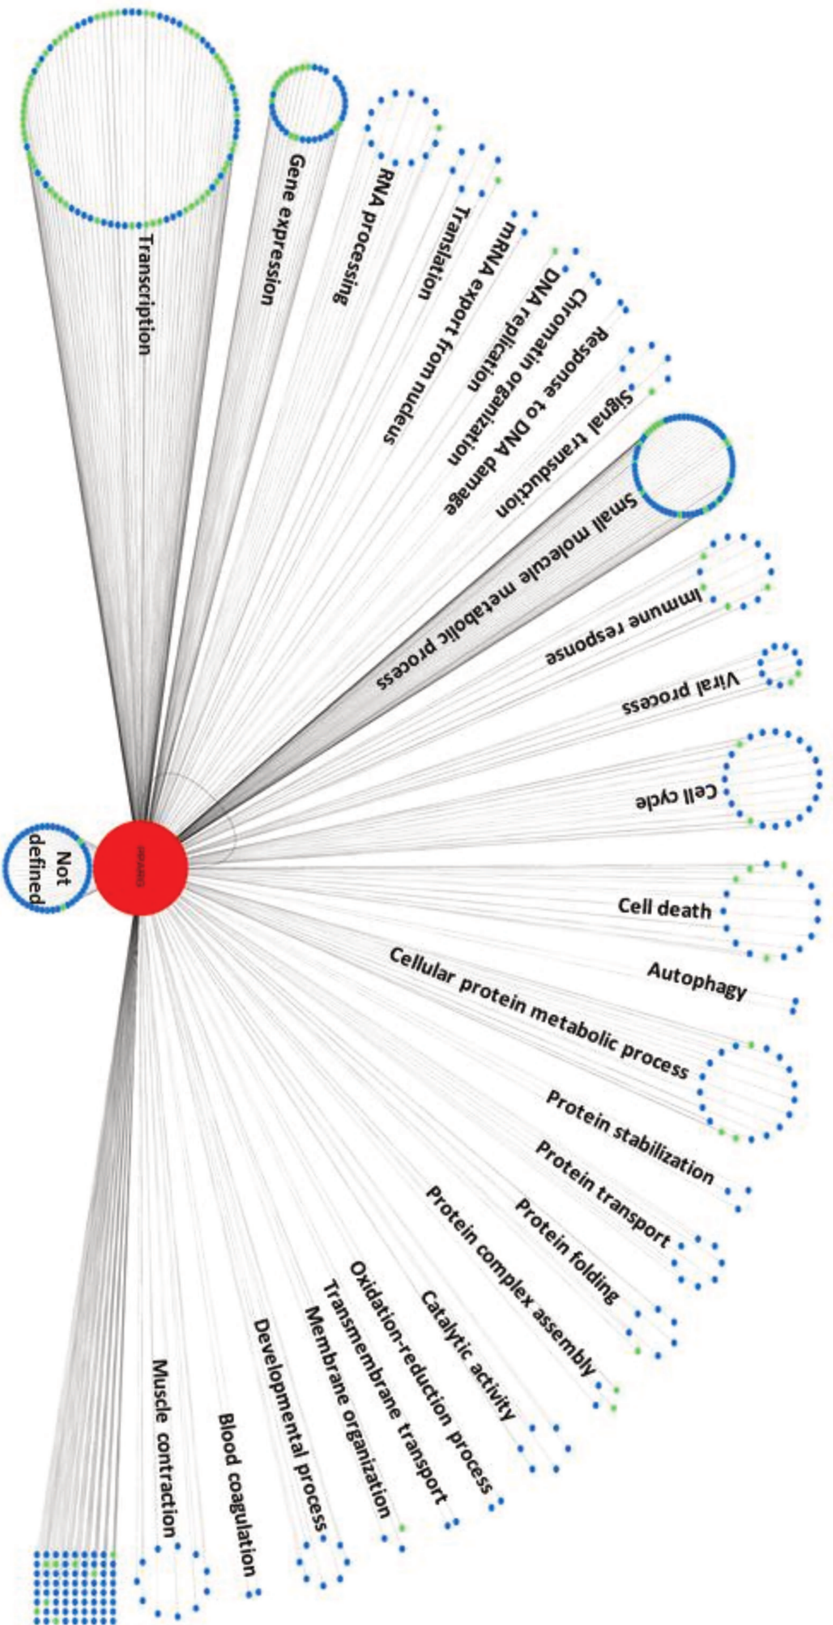 Transcription
Gene expression
RNA processing
Translation
mRNA export from nucleus
DNA replication
Chromatin organization
Response to DNA damage
Signal transduction
Small molecule metabolic process
Immune response
Viral process
Cell cycle
Cell death
Autophagy
Cellular protein metabolic process
Protein stabilization
Protein transport
Protein folding
Protein complex assembly
Catalytic activity
Oxidation-reduction process
Transmembrane transport
Membrane organization
Developmental process
Blood coagulation
Muscle contraction
Not
defined